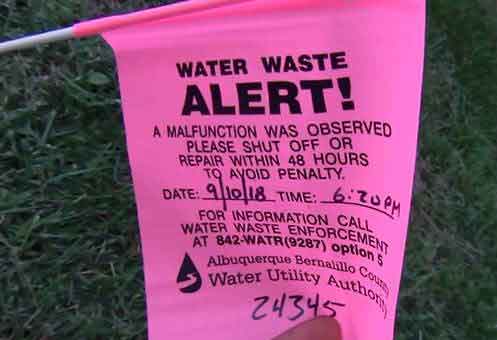 WATER WASTE
ALERT!
A MALFUNCTION WAS OBSERVED
PLEASE SHUT OFF OR
REPAIR WITHIN 48 HOURS
TO AVOID PENALTY.
DATE: 9/10/18 TIME: 6:20PM
FOR INFORMATION CALL
WATER WASTE ENFORCEMENT
AT 842-WATR(9287) option 5
Albuquerque Bernalillo County
Water Utility Authority
24345